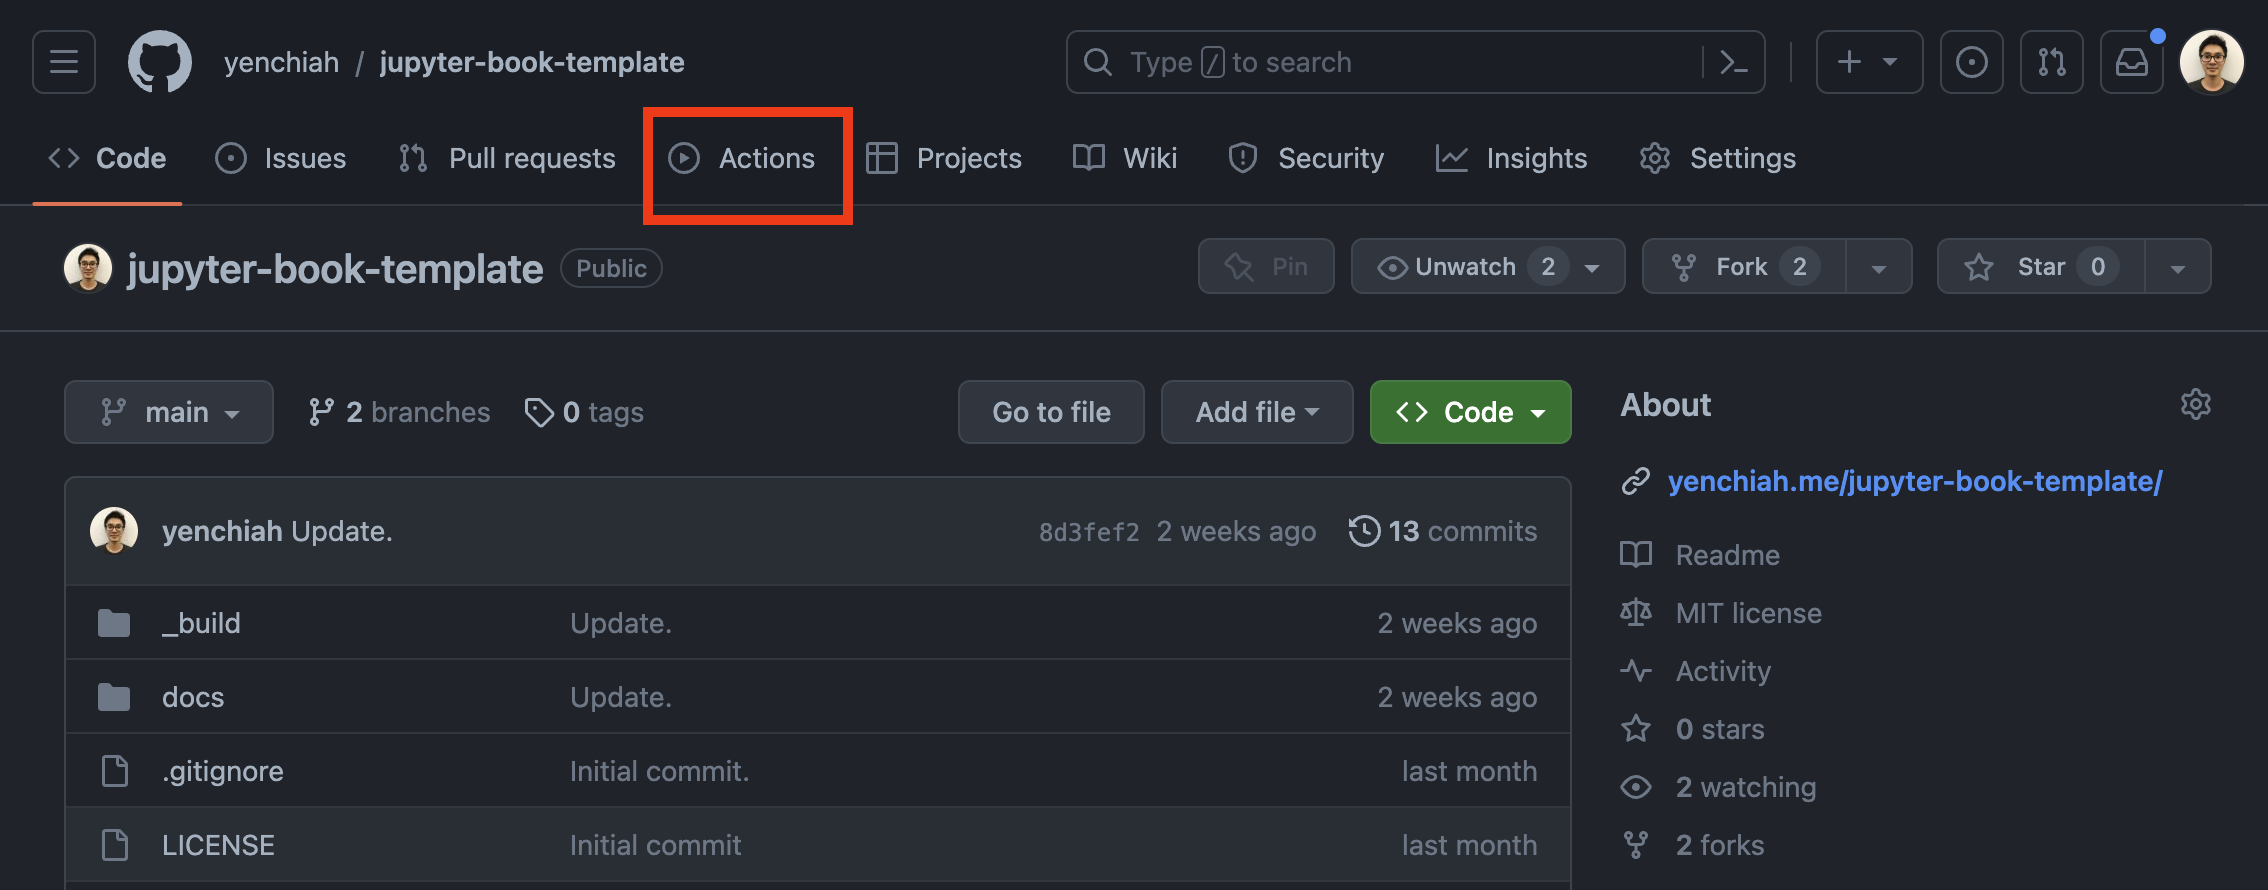 yenchiah / jupyter-book-template Type / to search
Code Issues Pull requests Actions Projects Wiki Security Insights Settings
jupyter-book-template Public Pin Unwatch 2 Fork 2 Star 0
main 2 branches 0 tags Go to file Add file Code
About
yenchiah.me/jupyter-book-template/
yenchiah Update. 8d3fef2 2 weeks ago 13 commits
Readme
_build Update. 2 weeks ago
MIT license
Activity
docs Update. 2 weeks ago
0 stars
.gitignore Initial commit. last month
2 watching
LICENSE Initial commit last month
2 forks